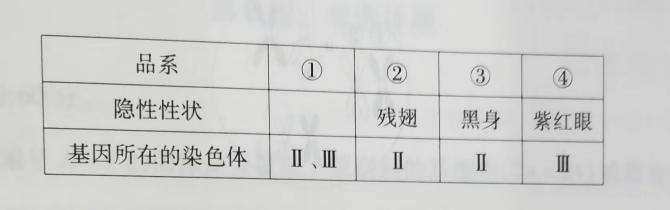 品系 ① ② ③ ④
隐性性状 残翅 黑身 紫红眼
基因所在的染色体 Ⅱ、Ⅲ Ⅱ Ⅱ Ⅲ